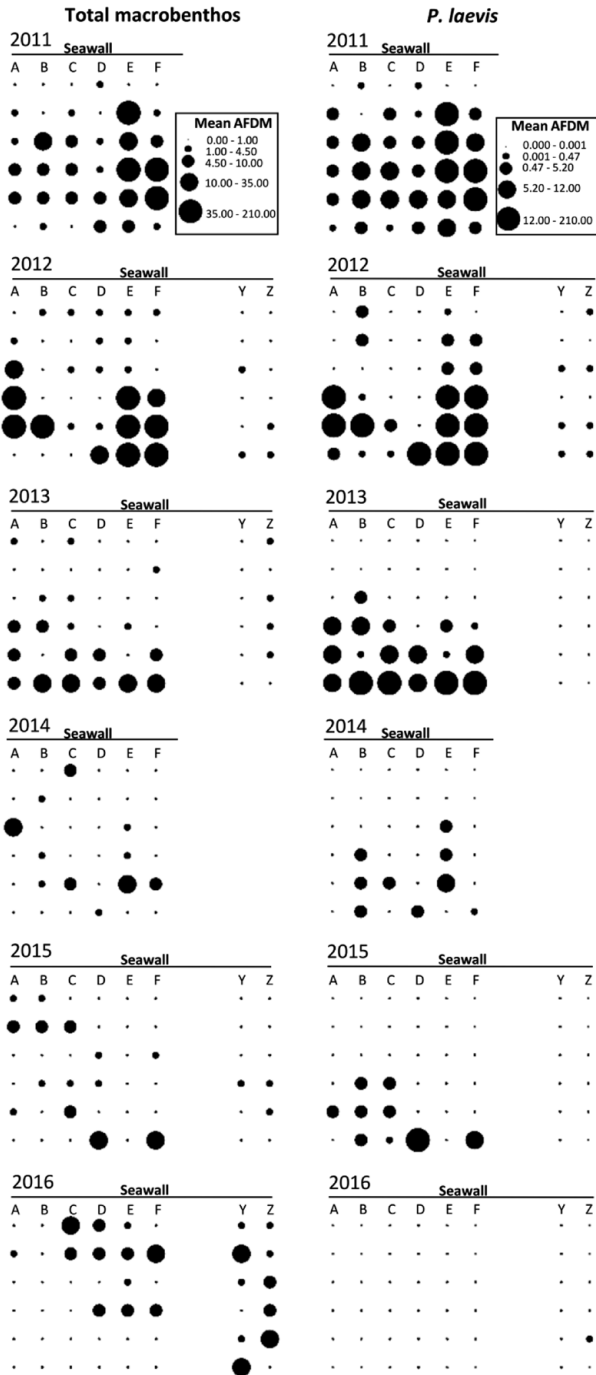 Total macrobenthos P. laevis
2011 2011
Seawall Seawall
A B C D E F A B C D E F
Mean AFDM
0.00 - 1.00
1.00 - 4.50
4.50 - 10.00
10.00 - 35.00
35.00 - 210.00
Mean AFDM
0.000 - 0.001
0.001 - 0.47
0.47 - 5.20
5.20 - 12.00
12.00 - 210.00
2012 2012
Seawall Seawall
A B C D E F Y Z A B C D E F Y Z
2013 2013
Seawall Seawall
A B C D E F Y Z A B C D E F Y Z
2014 2014
Seawall Seawall
A B C D E F A B C D E F
2015 2015
Seawall Seawall
A B C D E F Y Z A B C D E F Y Z
2016 2016
Seawall Seawall
A B C D E F Y Z A B C D E F Y Z